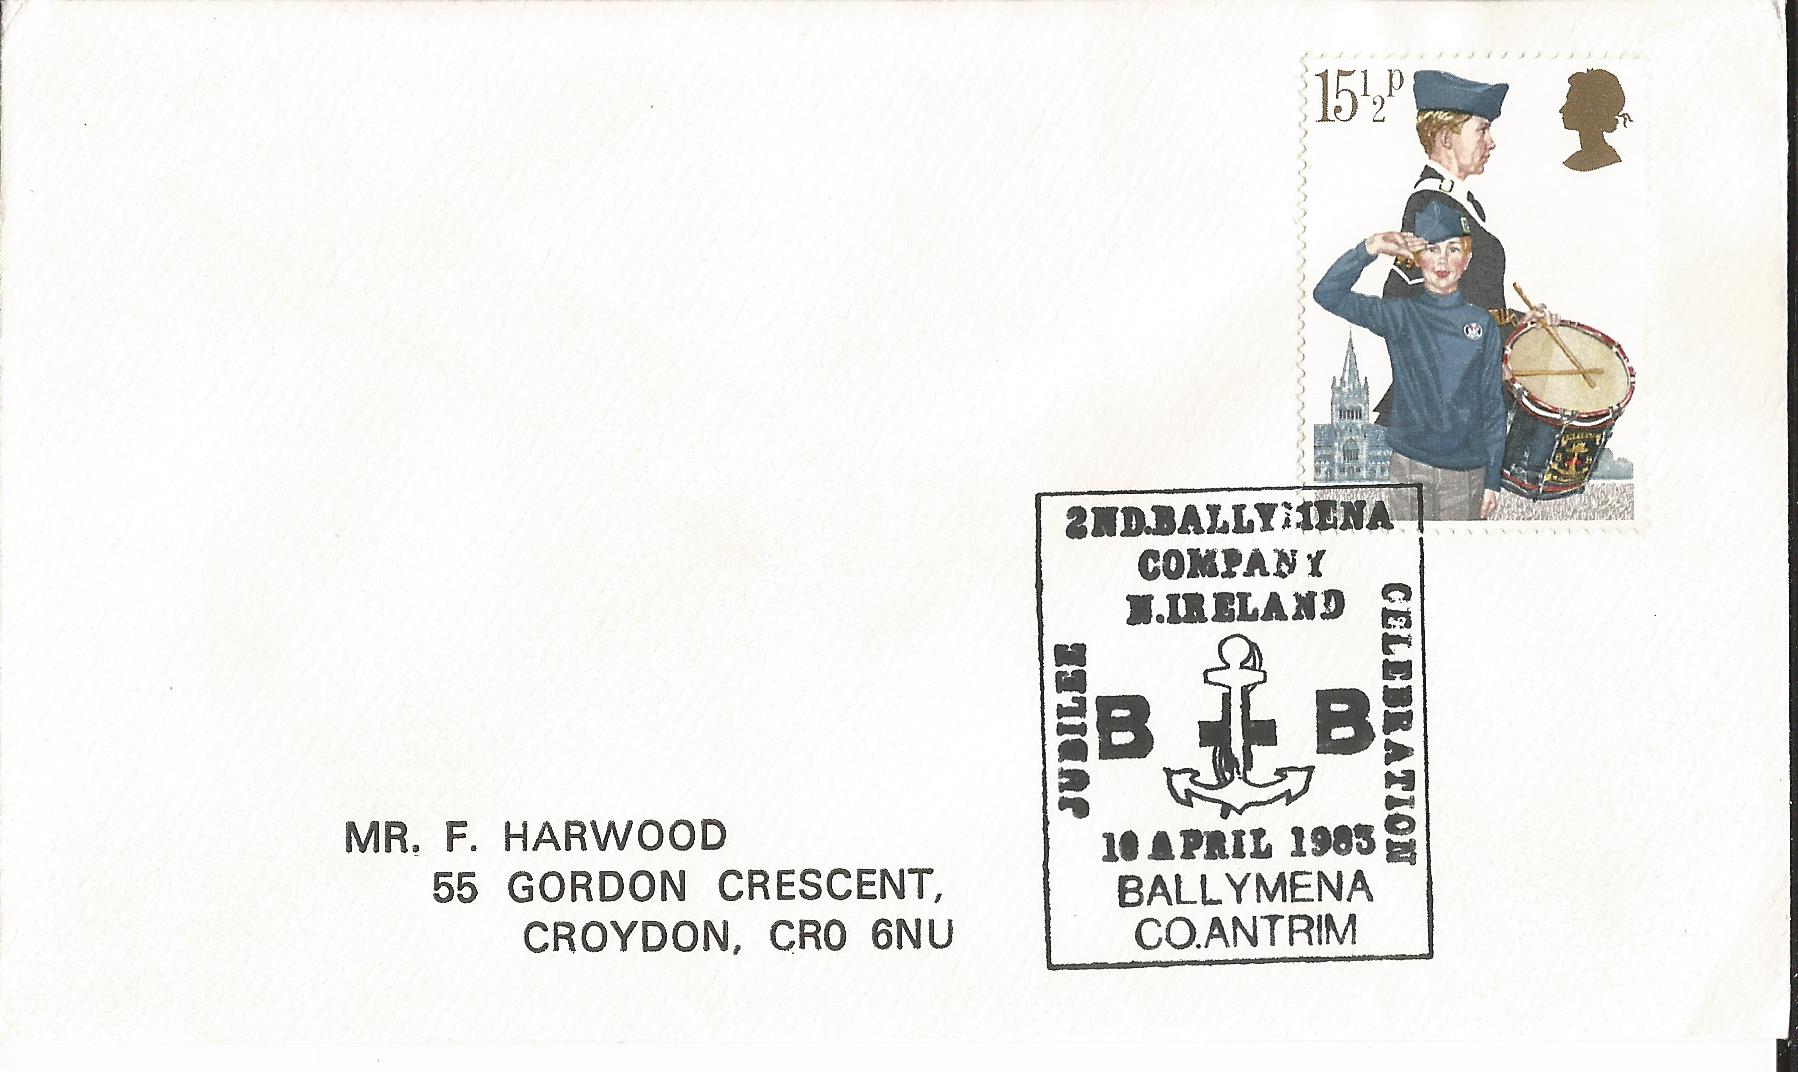 15½p
2ND.BALLYMENA
COMPANY
N.IRELAND
JUBILEE
CELEBRATION
B B
10 APRIL 1983
BALLYMENA
CO.ANTRIM
MR. F. HARWOOD
55 GORDON CRESCENT,
CROYDON, CR0 6NU